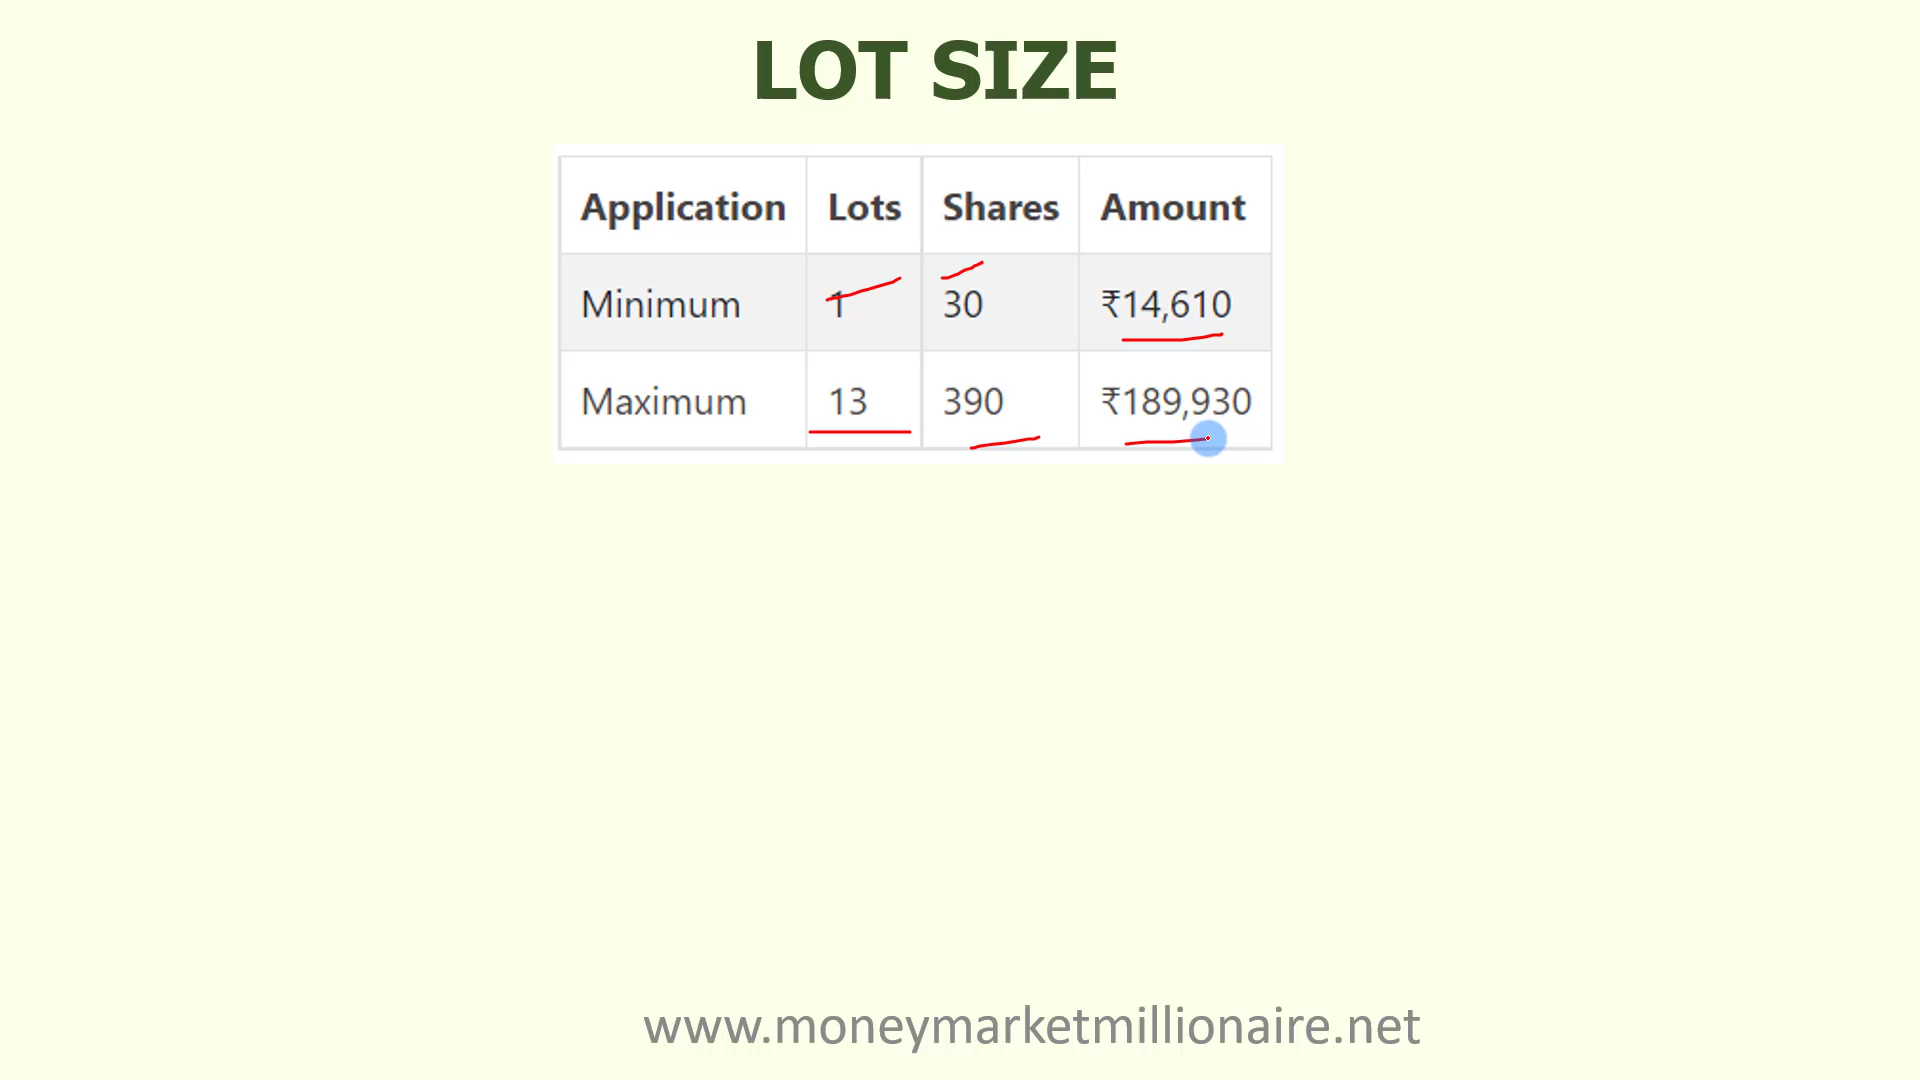 LOT SIZE
Application Lots Shares Amount
Minimum 1 30 ₹14,610
Maximum 13 390 ₹189,930
www.moneymarketmillionaire.net